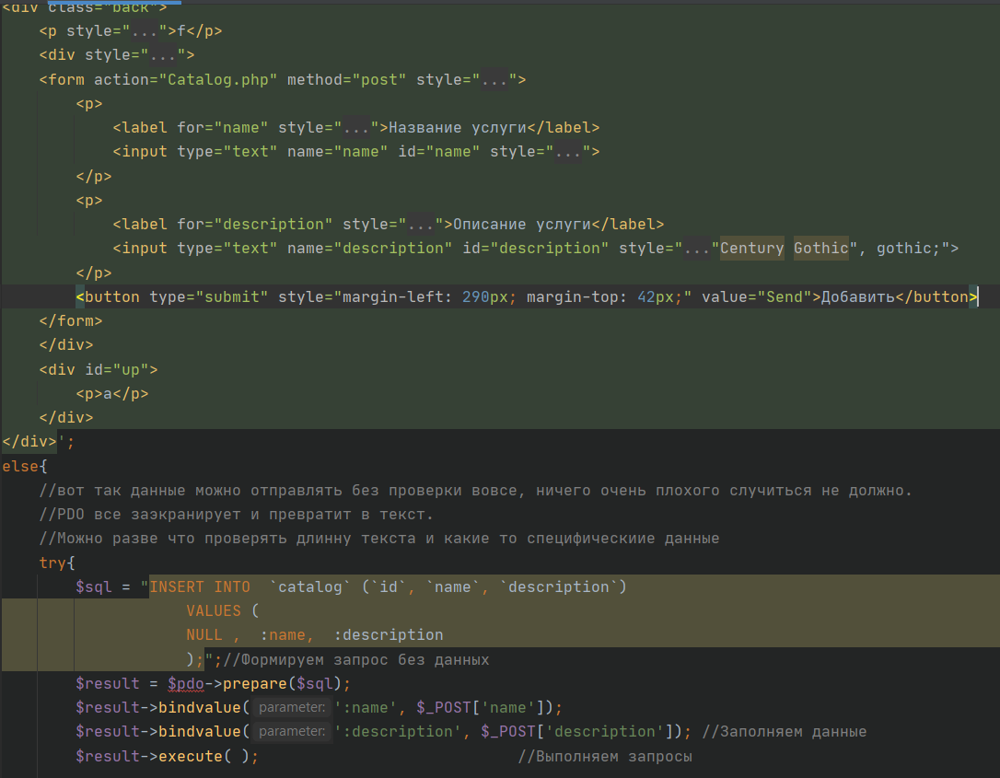 <div class="back">
<p style="...">f</p>
<div style="...">
<form action="Catalog.php" method="post" style="...">
<p>
<label for="name" style="...">Название услуги</label>
<input type="text" name="name" id="name" style="...">
</p>
<p>
<label for="description" style="...">Описание услуги</label>
<input type="text" name="description" id="description" style="..."Century Gothic", gothic;">
</p>
<button type="submit" style="margin-left: 290px; margin-top: 42px;" value="Send">Добавить</button>
</form>
</div>
<div id="up">
<p>a</p>
</div>
</div>';
else{
//вот так данные можно отправлять без проверки вовсе, ничего очень плохого случиться не должно.
//PDO все заэкранирует и превратит в текст.
//Можно разве что проверять длинну текста и какие то специфическиие данные
try{
$sql = "INSERT INTO  `catalog` (`id`, `name`, `description`)
VALUES (
NULL ,  :name,  :description
);";//Формируем запрос без данных
$result = $pdo->prepare($sql);
$result->bindvalue( parameter: ':name', $_POST['name']);
$result->bindvalue( parameter: ':description', $_POST['description']); //Заполняем данные
$result->execute( ); //Выполняем запросы